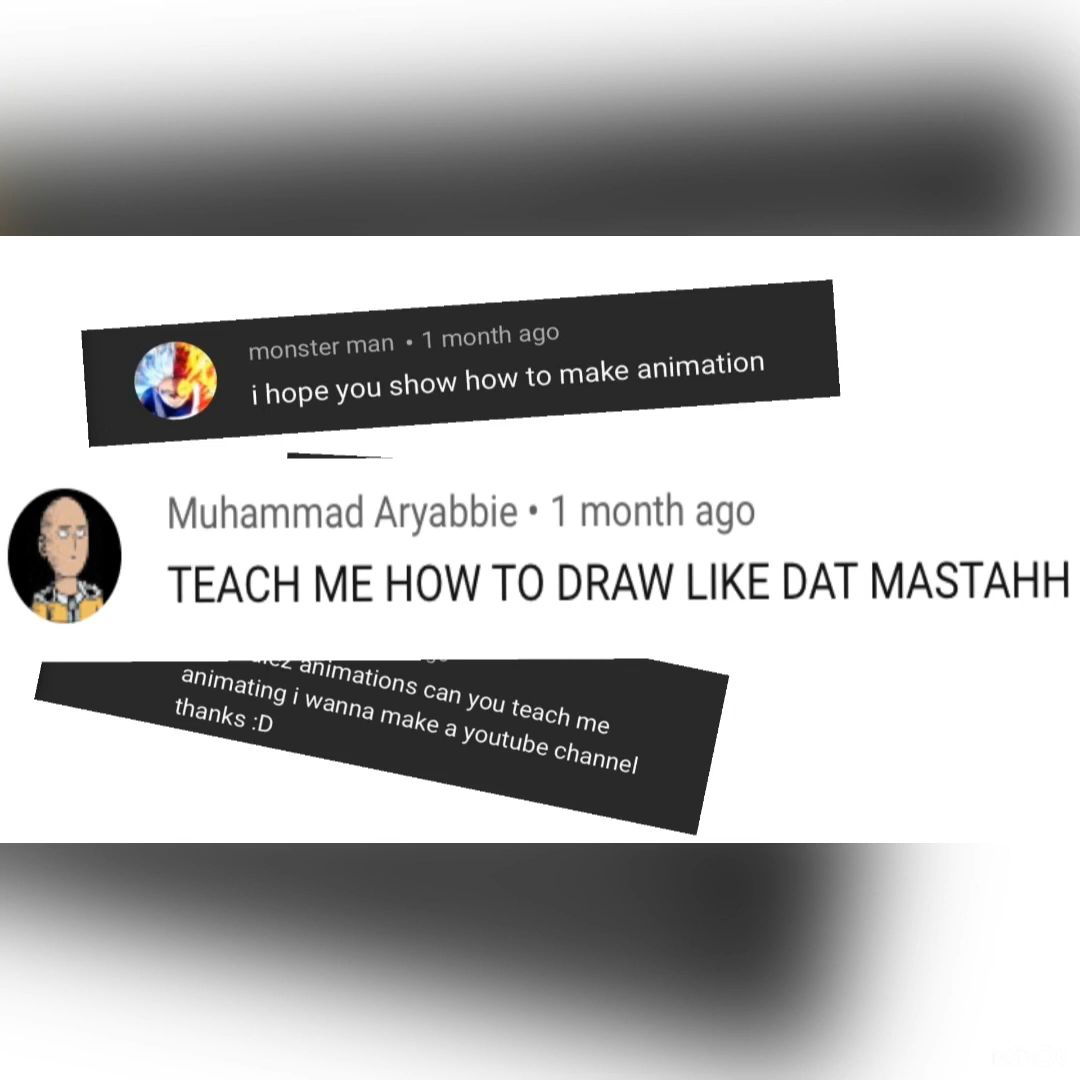 monster man • 1 month ago
i hope you show how to make animation
Muhammad Aryabbie • 1 month ago
TEACH ME HOW TO DRAW LIKE DAT MASTAHH
animations can you teach me
animating i wanna make a youtube channel
thanks :D